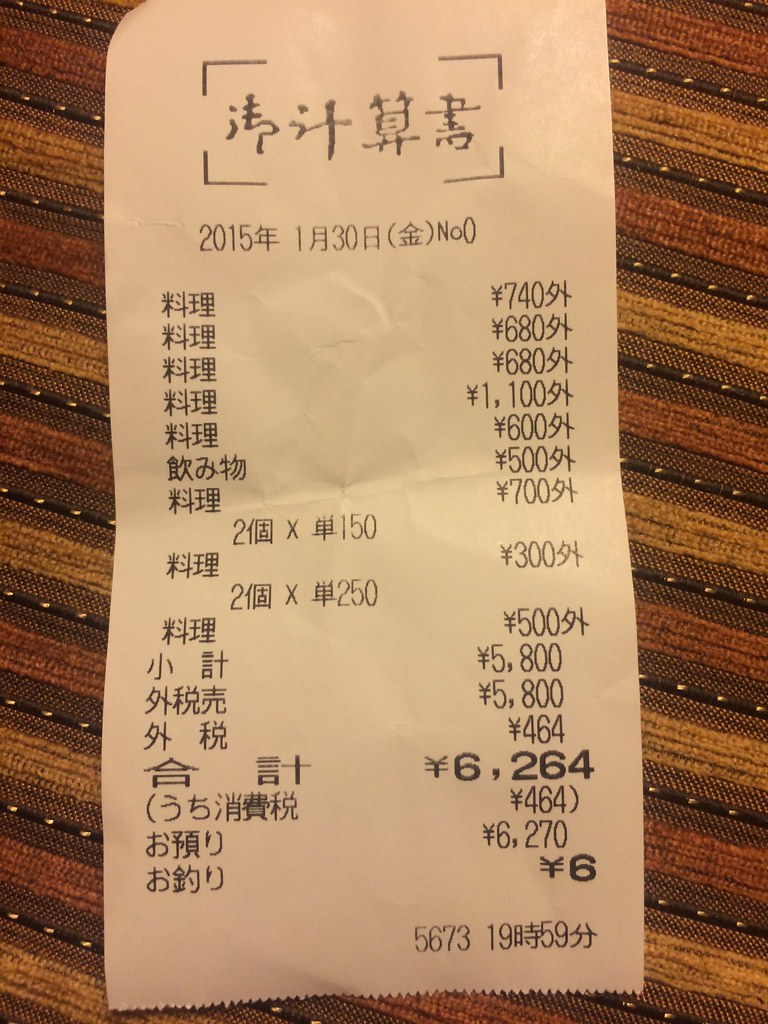 御計算書
2015年 1月30日(金)No0
料理 ¥740外
料理 ¥680外
料理 ¥680外
料理 ¥1,100外
料理 ¥600外
飲み物 ¥500外
料理 ¥700外
2個 X 単150
料理 ¥300外
2個 X 単250
料理 ¥500外
小 計 ¥5,800
外税売 ¥5,800
外 税 ¥464
合 計 ¥6,264
(うち消費税 ¥464)
お預り ¥6,270
お釣り ¥6
5673 19時59分